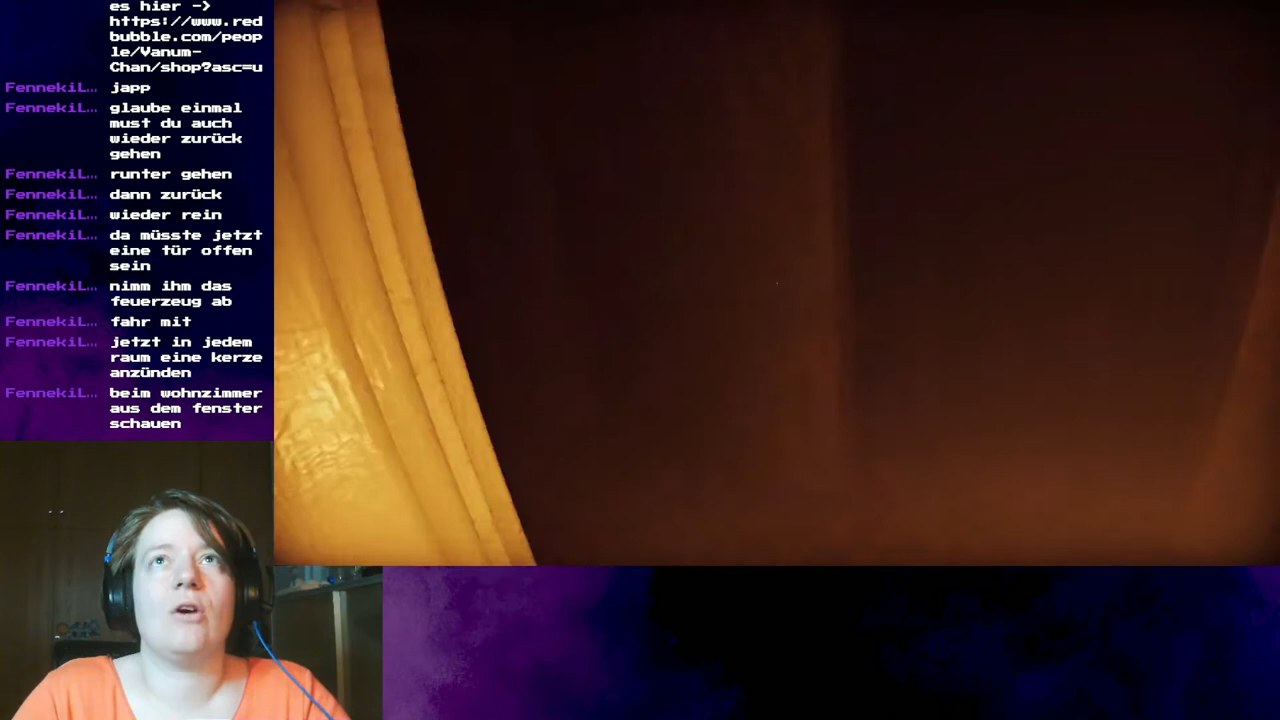 es hier ->
https://www.red
bubble.com/peop
le/Vanum-
Chan/shop?asc=u
FennekiL… japp
FennekiL… glaube einmal
must du auch
wieder zurück
gehen
FennekiL… runter gehen
FennekiL… dann zurück
FennekiL… wieder rein
FennekiL… da müsste jetzt
eine tür offen
sein
FennekiL… nimm ihm das
feuerzeug ab
FennekiL… fahr mit
FennekiL… jetzt in jedem
raum eine kerze
anzünden
FennekiL… beim wohnzimmer
aus dem fenster
schauen